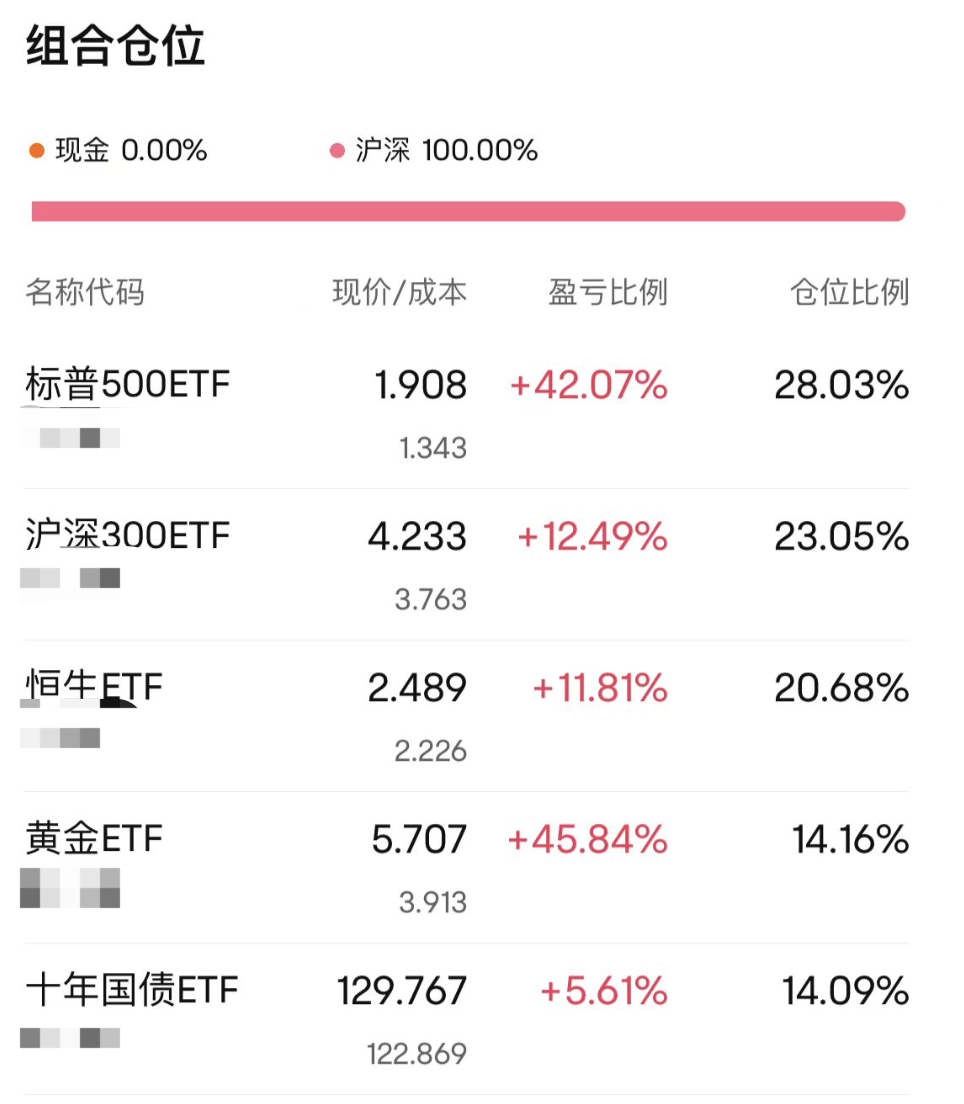 组合仓位
现金 0.00% 沪深 100.00%
名称代码 现价/成本 盈亏比例 仓位比例
标普500ETF 1.908 +42.07% 28.03%
1.343
沪深300ETF 4.233 +12.49% 23.05%
3.763
恒生ETF 2.489 +11.81% 20.68%
2.226
黄金ETF 5.707 +45.84% 14.16%
3.913
十年国债ETF 129.767 +5.61% 14.09%
122.869